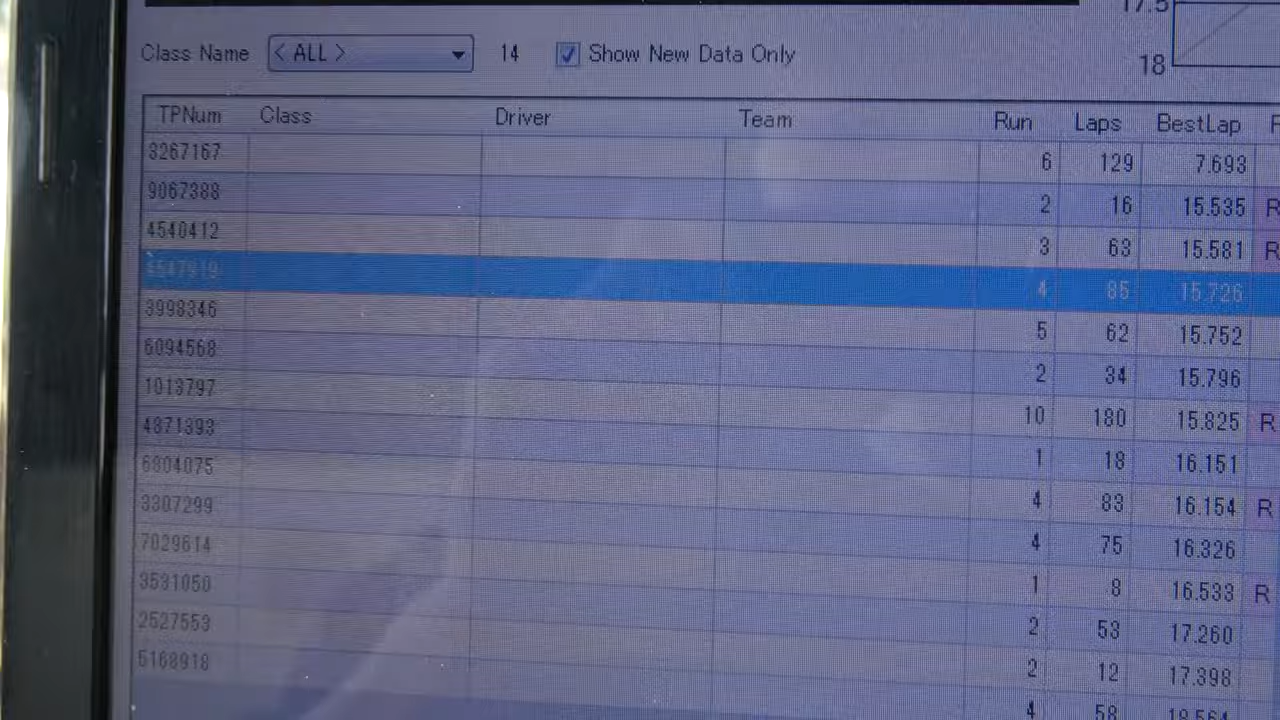 17.5
18
Class Name < ALL > 14 Show New Data Only
TPNum Class Driver Team Run Laps BestLap
3267167 6 129 7.693
9067388 2 16 15.535 R
4540412 3 63 15.581 R
4547919 4 85 15.726
3998346 5 62 15.752
6094568 2 34 15.796
1013797 10 180 15.825 R
4871393 1 18 16.151
6804075 4 83 16.154 R
3307299 4 75 16.326
7029614 1 8 16.533 R
3531050 2 53 17.260
2527553 2 12 17.398
5168918 4 58